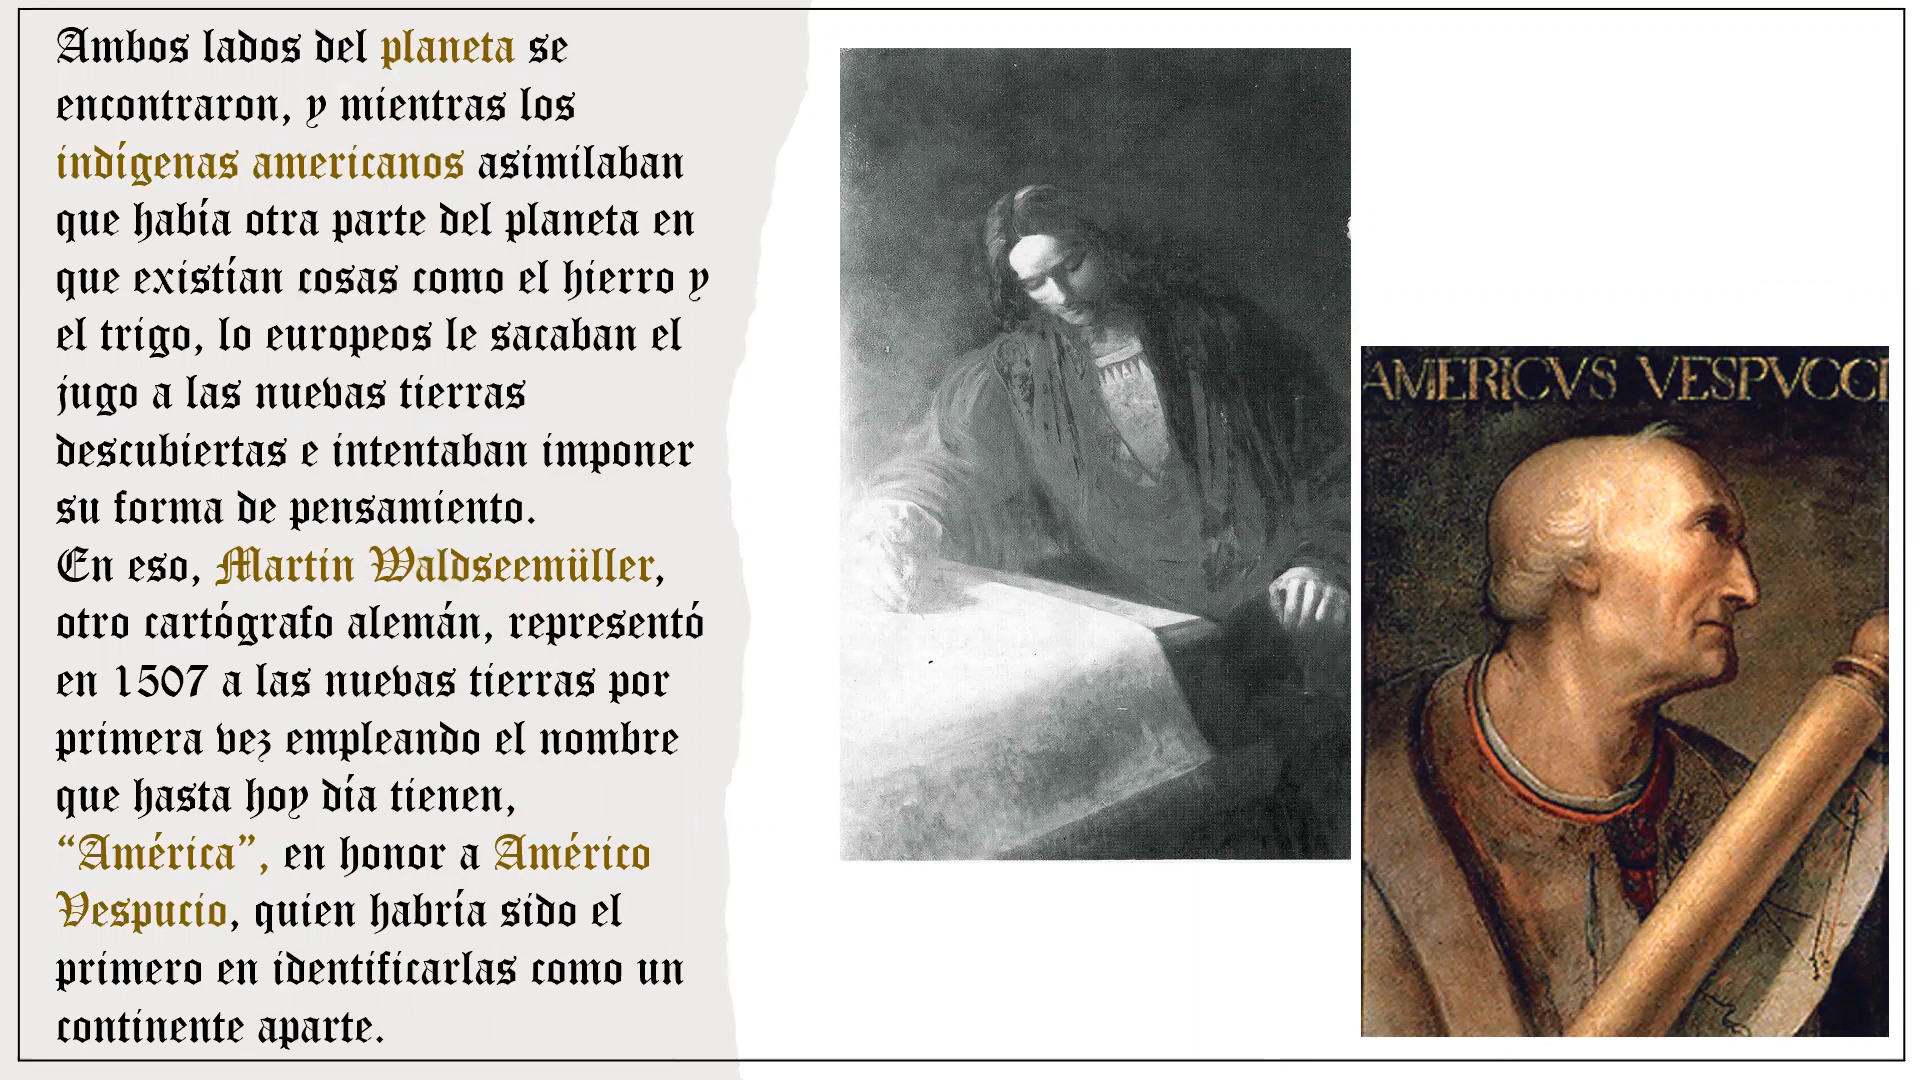 Ambos lados del planeta se
encontraron, y mientras los
indígenas americanos asimilaban
que había otra parte del planeta en
que existían cosas como el hierro y
el trigo, lo europeos le sacaban el
jugo a las nuevas tierras
descubiertas e intentaban imponer
su forma de pensamiento.
En eso, Martin Waldseemüller,
otro cartógrafo alemán, representó
en 1507 a las nuevas tierras por
primera vez empleando el nombre
que hasta hoy día tienen,
“América”, en honor a Américo
Vespucio, quien habría sido el
primero en identificarlas como un
continente aparte.
AMERICVS VESPVCCI